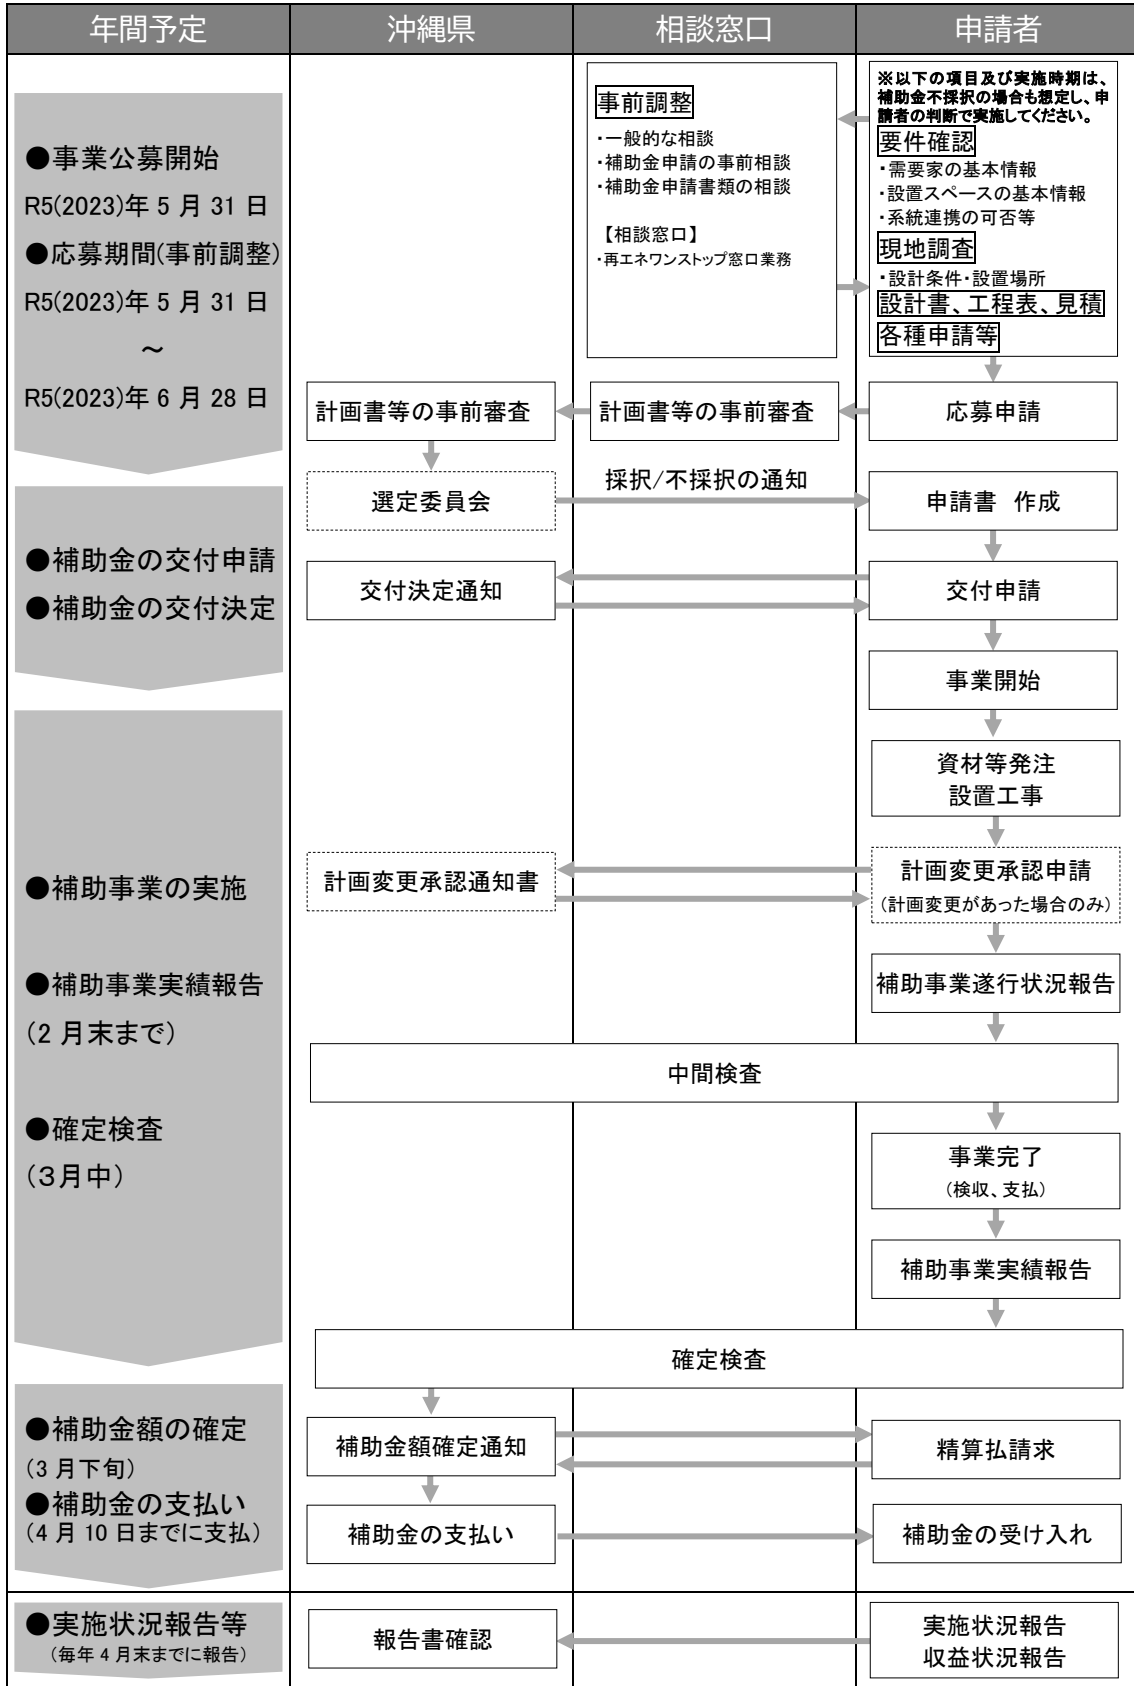 年間予定
沖縄県
相談窓口
申請者
●事業公募開始
R5(2023)年 5 月 31 日
●応募期間(事前調整)
R5(2023)年 5 月 31 日
～
R5(2023)年 6 月 28 日
事前調整
・一般的な相談
・補助金申請の事前相談
・補助金申請書類の相談
【相談窓口】
・再エネワンストップ窓口業務
※以下の項目及び実施時期は、
補助金不採択の場合も想定し、申
請者の判断で実施してください。
要件確認
・需要家の基本情報
・設置スペースの基本情報
・系統連携の可否等
現地調査
・設計条件・設置場所
設計書、工程表、見積
各種申請等
計画書等の事前審査
計画書等の事前審査
応募申請
●補助金の交付申請
●補助金の交付決定
選定委員会
採択/不採択の通知
申請書　作成
交付決定通知
交付申請
事業開始
●補助事業の実施
●補助事業実績報告
(2 月末まで)
●確定検査
(3月中)
資材等発注
設置工事
計画変更承認通知書
計画変更承認申請
(計画変更があった場合のみ)
補助事業遂行状況報告
中間検査
事業完了
(検収、支払)
補助事業実績報告
確定検査
●補助金額の確定
(3 月下旬)
●補助金の支払い
(4 月 10 日までに支払)
補助金額確定通知
精算払請求
補助金の支払い
補助金の受け入れ
●実施状況報告等
(毎年 4 月末までに報告)
報告書確認
実施状況報告
収益状況報告